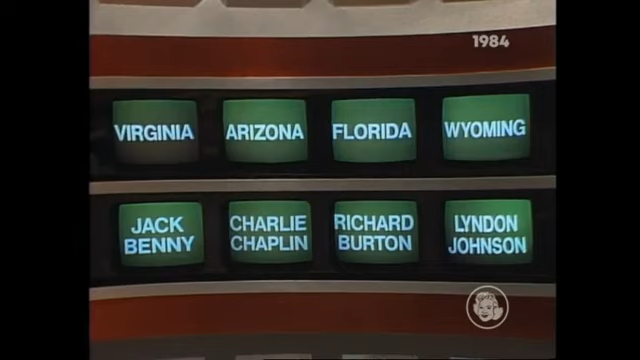 1984
VIRGINIA ARIZONA FLORIDA WYOMING
JACK BENNY CHARLIE CHAPLIN RICHARD BURTON LYNDON JOHNSON